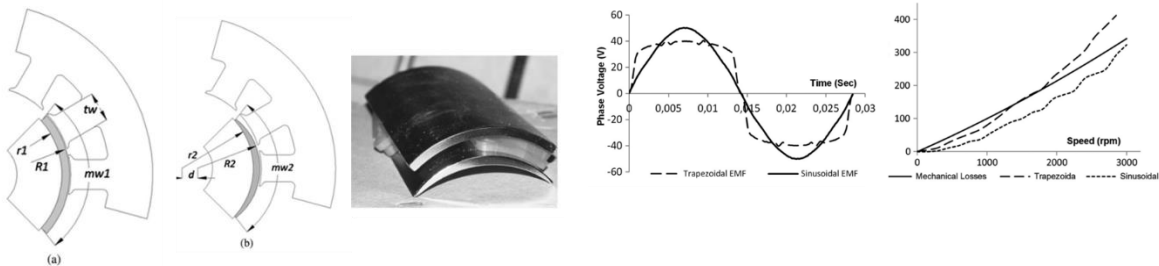 tw
r1
R1
mw1
(a)
r2
R2
d
mw2
(b)
Phase Voltage (V)
60
40
20
0
-20
-40
-60
0
0,005
0,01
0,015
0,02
0,025
0,03
Time (Sec)
Trapezoidal EMF
Sinusoidal EMF
400
300
200
100
0
0
1000
2000
3000
Speed (rpm)
Mechanical Losses
Trapezoida
Sinusoidal